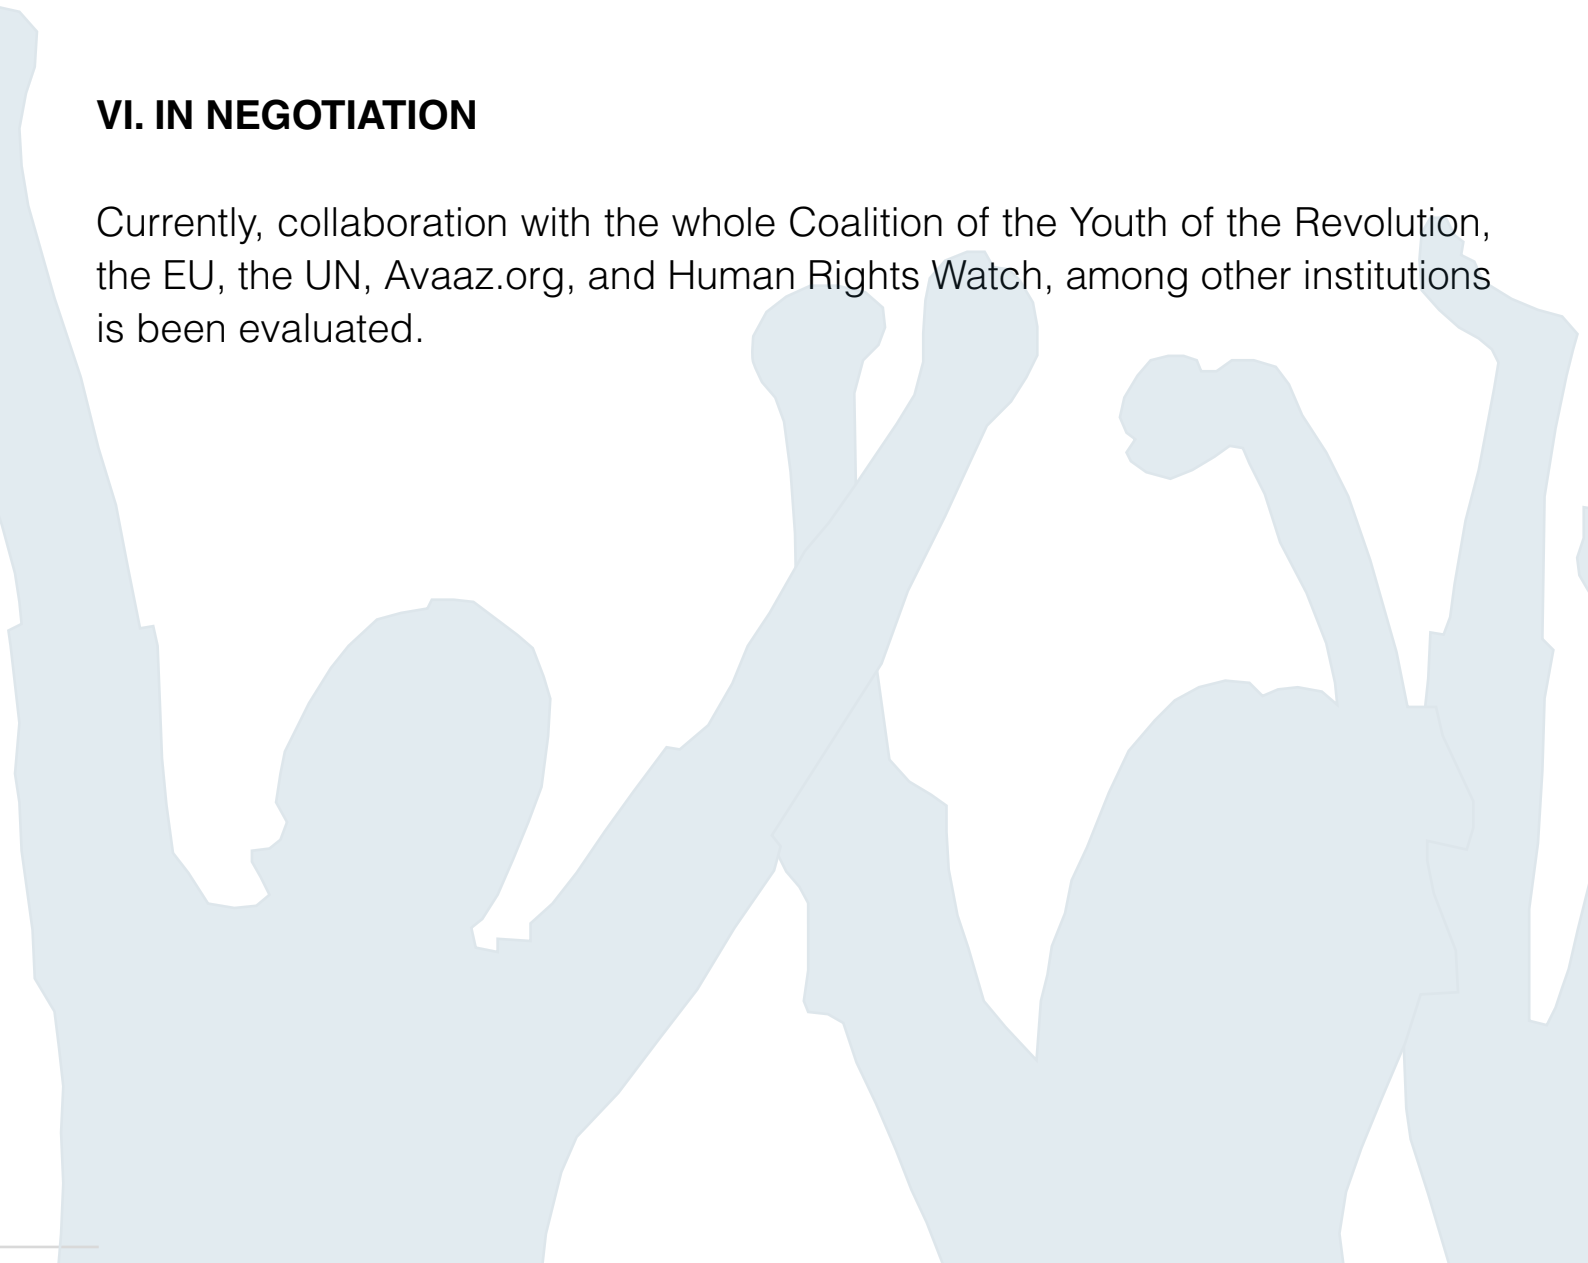 VI. IN NEGOTIATION
Currently, collaboration with the whole Coalition of the Youth of the Revolution,
the EU, the UN, Avaaz.org, and Human Rights Watch, among other institutions
is been evaluated.